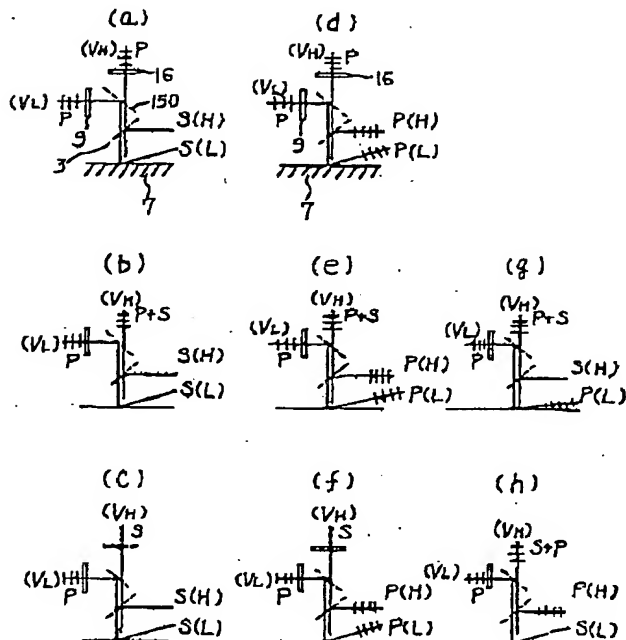 (a)
(VH) P
16
(VL) P
150
9
S(H)
3
S(L)
7
(d)
(VH) P
16
(VL) P
9
P(H)
P(L)
7
(b)
(VH) P+S
(VL) P
S(H)
S(L)
(e)
(VH) P+S
(VL) P
P(H)
P(L)
(g)
(VH) P+S
(VL) P
S(H)
P(L)
(c)
(VH)
S
(VL) P
S(H)
S(L)
(f)
(VH)
S
(VL) P
P(H)
P(L)
(h)
(VH) S+P
(VL) P
P(H)
S(L)